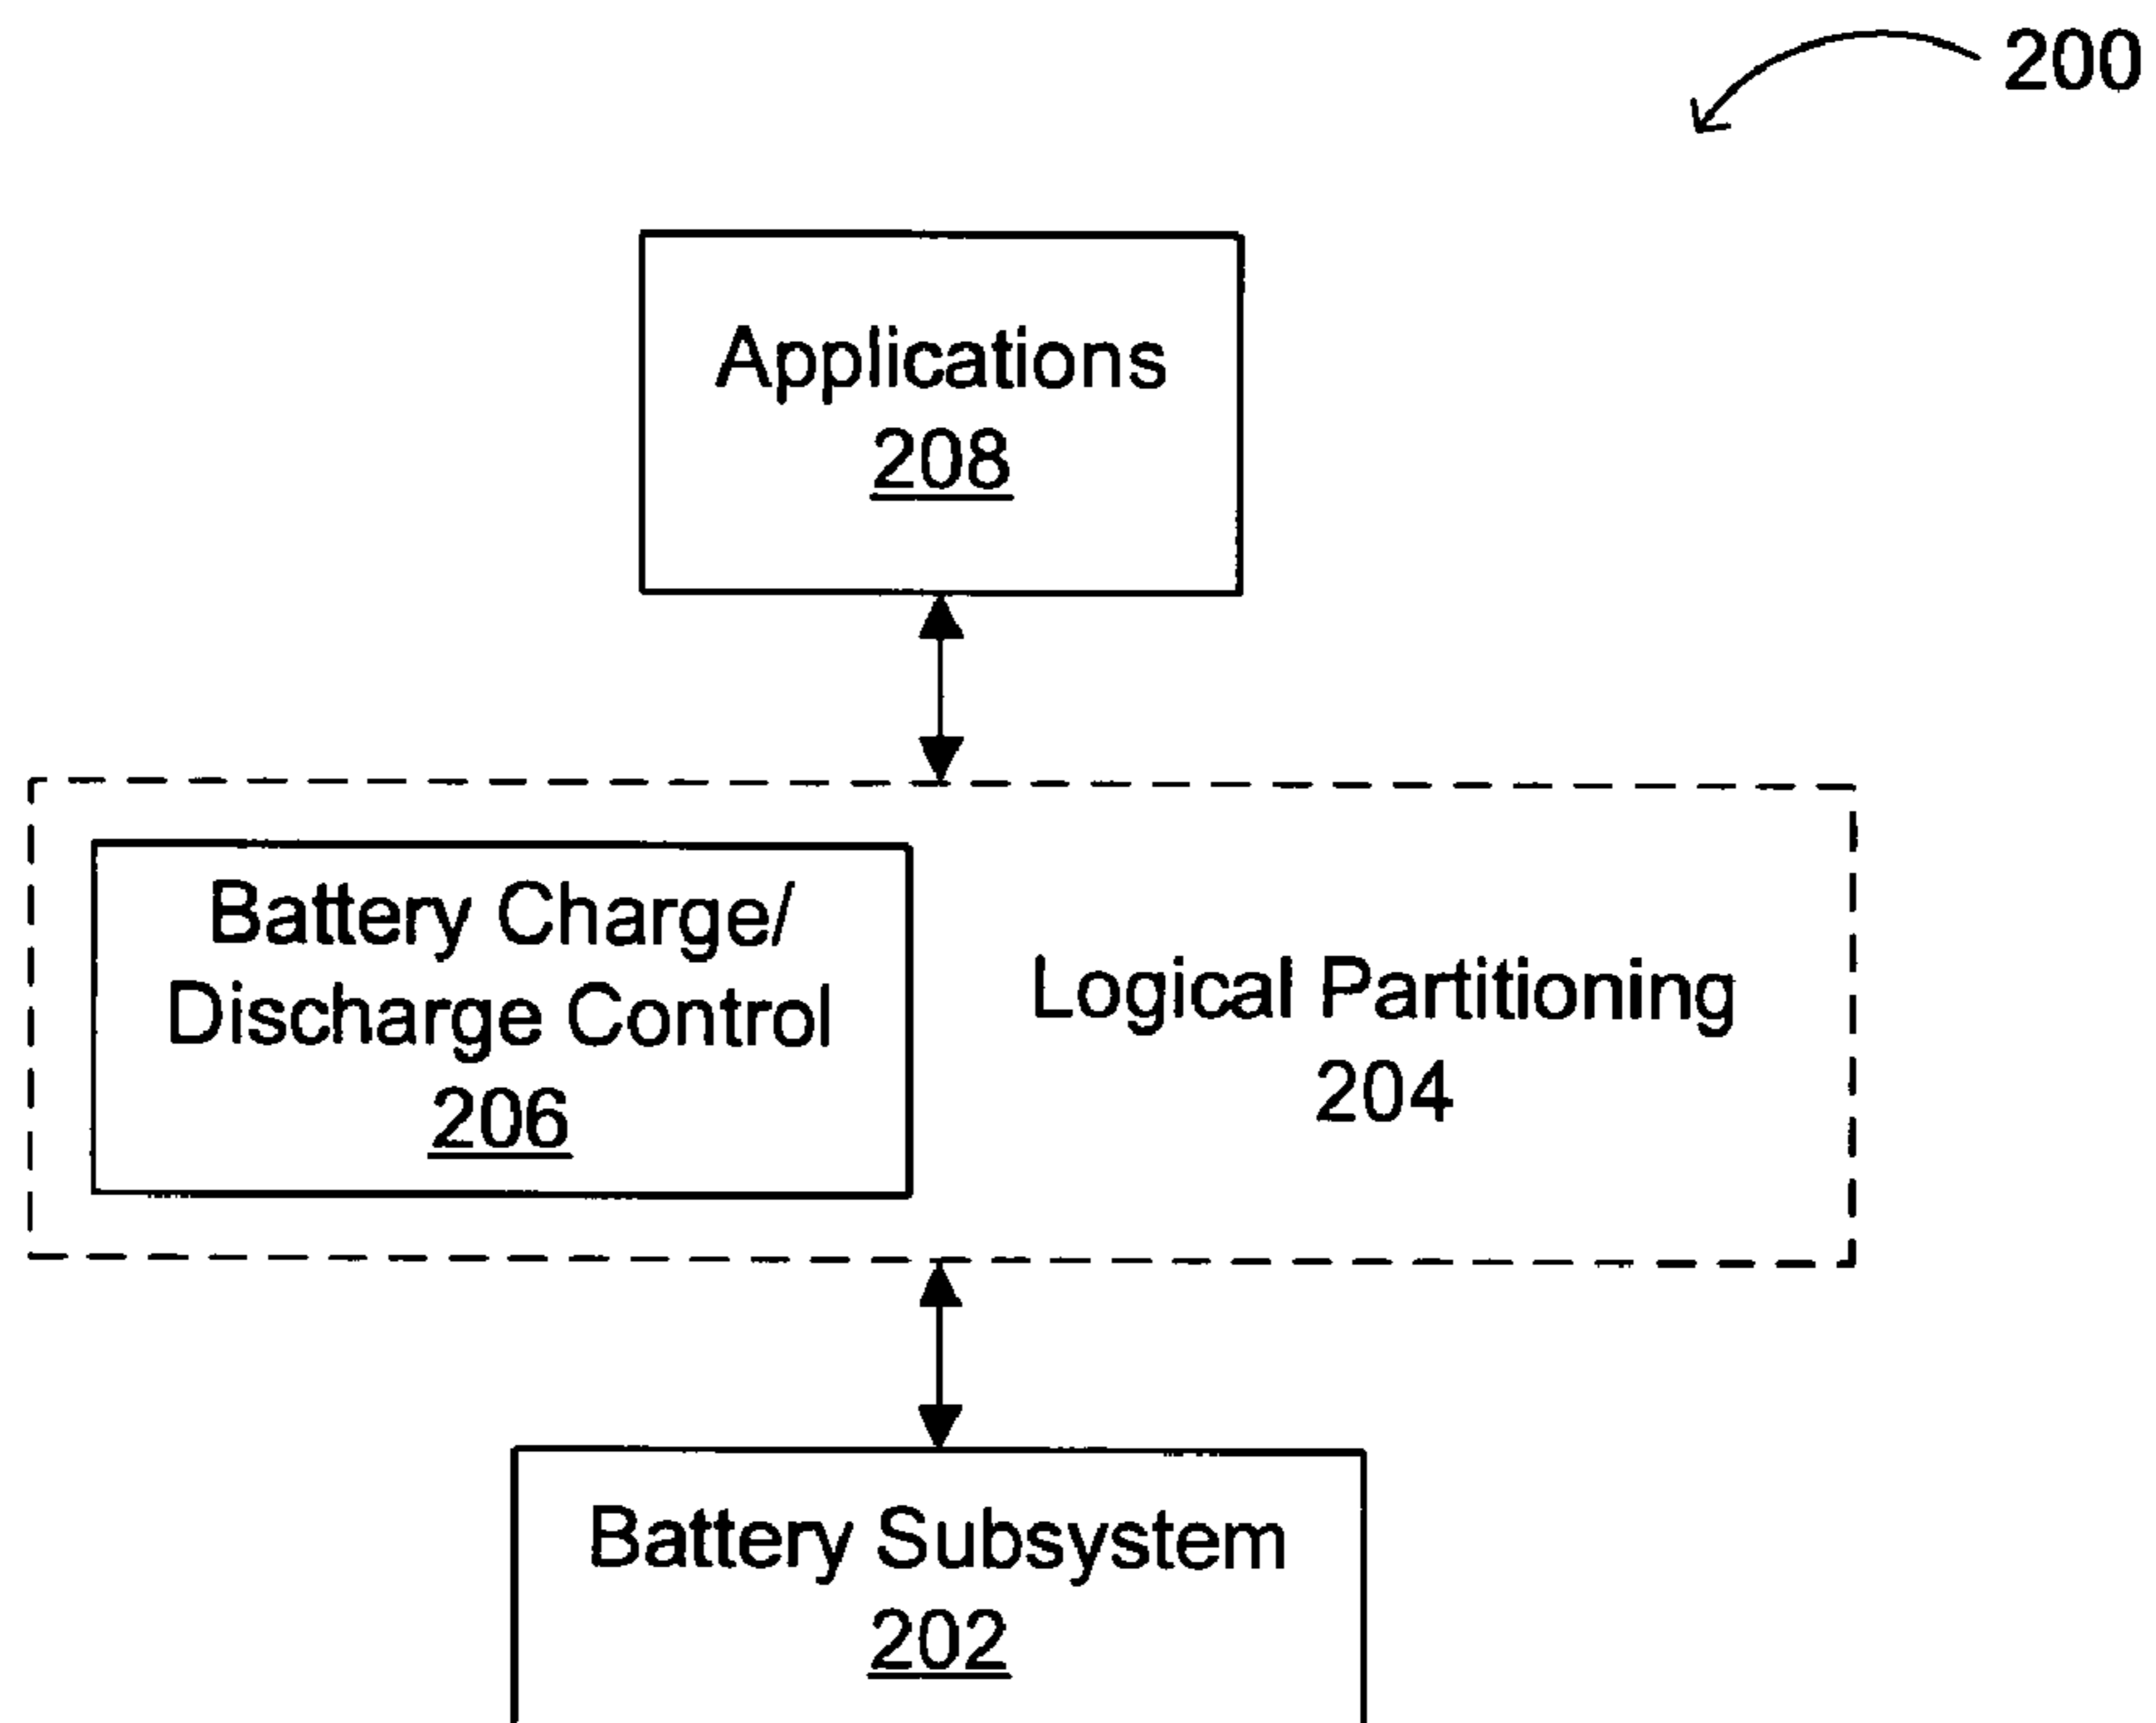 200
Applications
208
Battery Charge/
Discharge Control
206
Logical Partitioning
204
Battery Subsystem
202